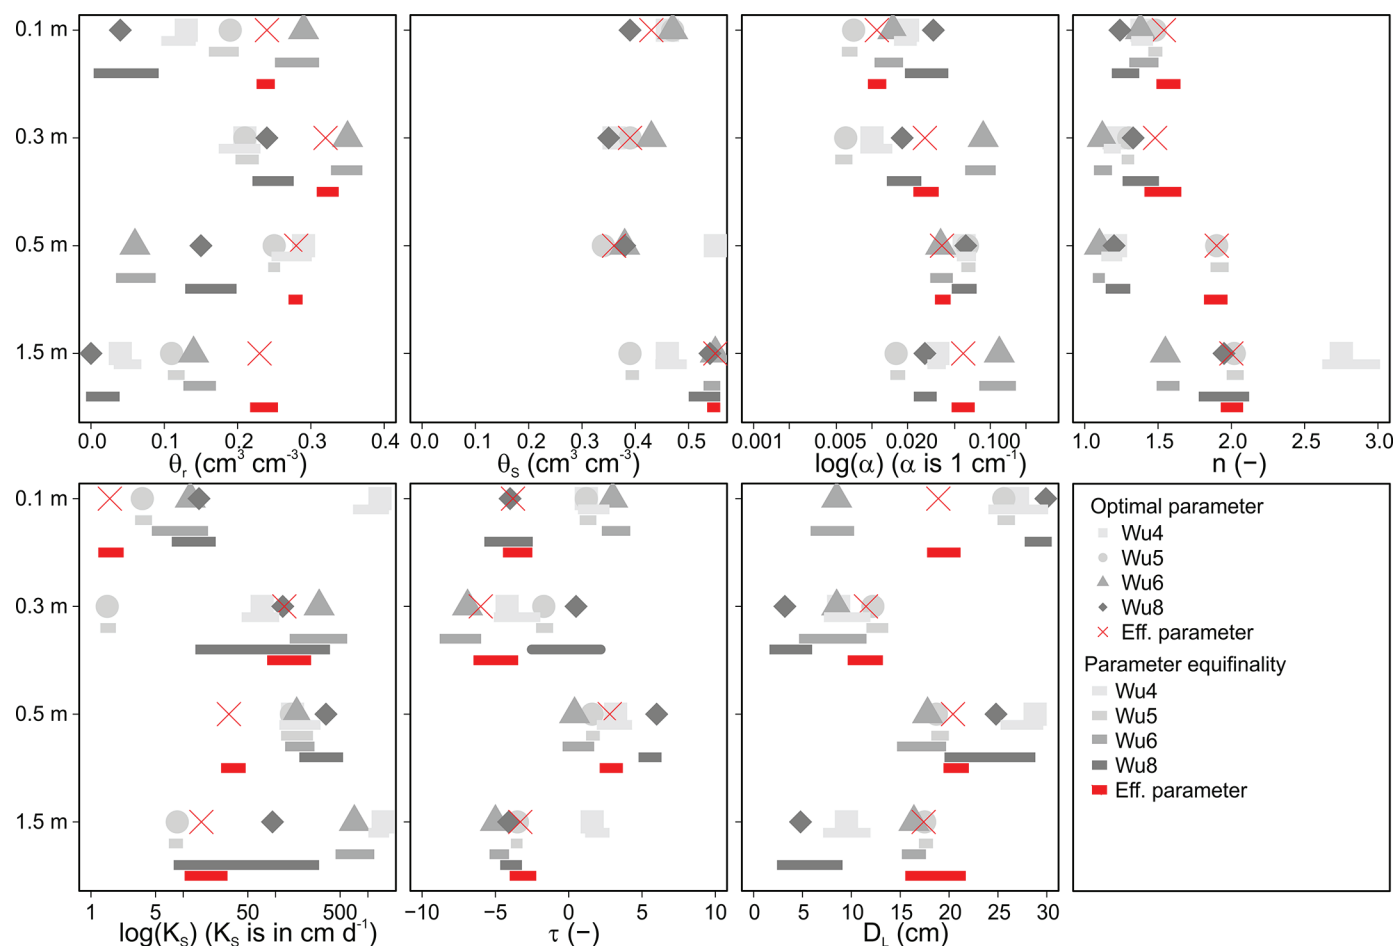 0.1 m
0.3 m
0.5 m
1.5 m
0.0 0.1 0.2 0.3 0.4
θr (cm³ cm⁻³)
0.0 0.1 0.2 0.3 0.4 0.5
θS (cm³ cm⁻³)
0.001 0.005 0.020 0.100
log(α) (α is 1 cm⁻¹)
1.0 1.5 2.0 2.5 3.0
n (−)
0.1 m
0.3 m
0.5 m
1.5 m
1 5 50 500
log(KS) (KS is in cm d⁻¹)
−10 −5 0 5 10
τ (−)
0 5 10 15 20 25 30
DL (cm)
Optimal parameter
Wu4
Wu5
Wu6
Wu8
Eff. parameter
Parameter equifinality
Wu4
Wu5
Wu6
Wu8
Eff. parameter